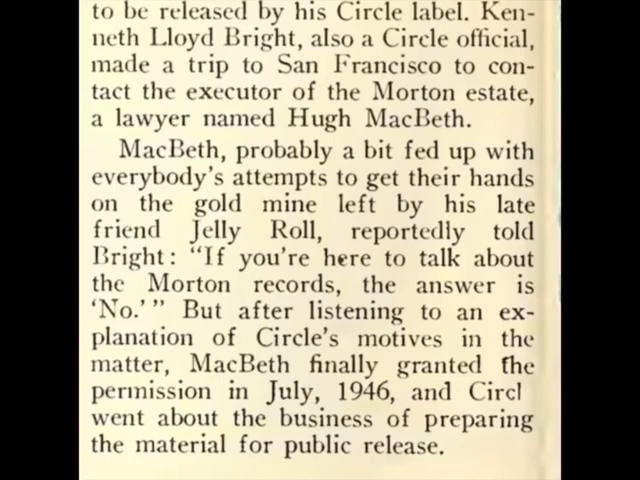 to be released by his Circle label. Ken-
neth Lloyd Bright, also a Circle official,
made a trip to San Francisco to con-
tact the executor of the Morton estate,
a lawyer named Hugh MacBeth.
MacBeth, probably a bit fed up with
everybody's attempts to get their hands
on the gold mine left by his late
friend Jelly Roll, reportedly told
Bright: "If you're here to talk about
the Morton records, the answer is
'No.'" But after listening to an ex-
planation of Circle's motives in the
matter, MacBeth finally granted the
permission in July, 1946, and Circl
went about the business of preparing
the material for public release.